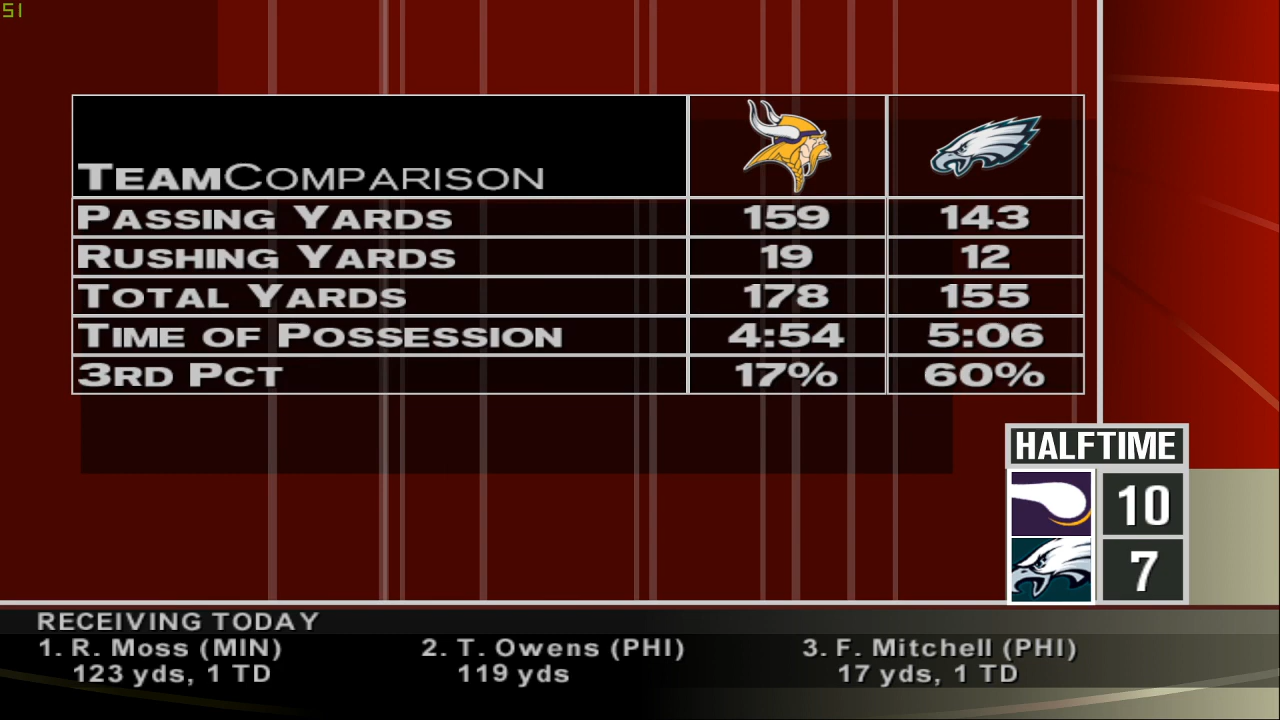 51
TEAMCOMPARISON
PASSING YARDS 159 143
RUSHING YARDS 19 12
TOTAL YARDS 178 155
TIME OF POSSESSION 4:54 5:06
3RD PCT 17% 60%
HALFTIME
10
7
RECEIVING TODAY
1. R. Moss (MIN) 2. T. Owens (PHI) 3. F. Mitchell (PHI)
123 yds, 1 TD 119 yds 17 yds, 1 TD